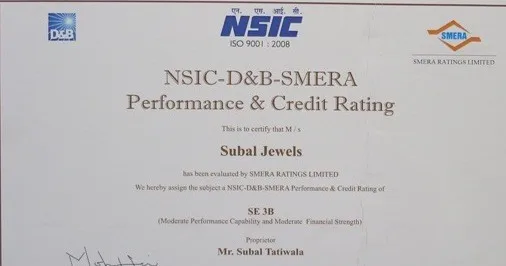 एन. एस. आई. सी.
D&B
NSIC
SMERA
ISO 9001 : 2008
SMERA RATINGS LIMITED
NSIC-D&B-SMERA
Performance & Credit Rating
This is to certify that M / s
Subal Jewels
has been evaluated by SMERA RATINGS LIMITED
We hereby assign the subject a NSIC-D&B-SMERA Performance & Credit Rating of
SE 3B
(Moderate Performance Capability and Moderate Financial Strength)
Proprietor
Mr. Subal Tatiwala